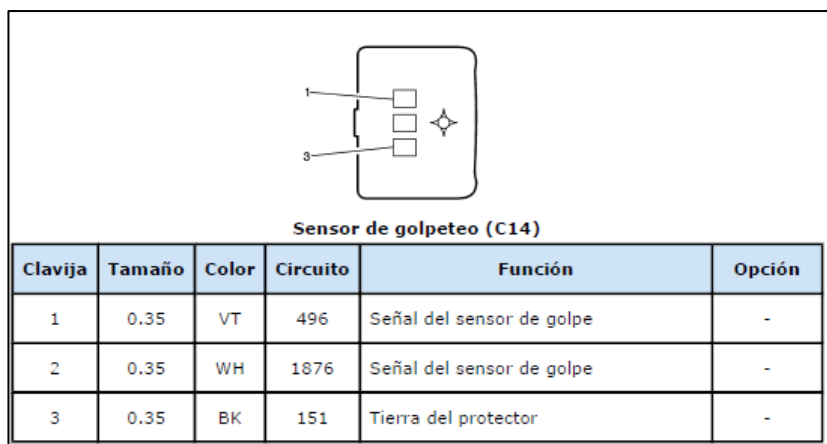 1
3
Sensor de golpeteo (C14)
Clavija Tamaño Color Circuito Función Opción
1 0.35 VT 496 Señal del sensor de golpe -
2 0.35 WH 1876 Señal del sensor de golpe -
3 0.35 BK 151 Tierra del protector -